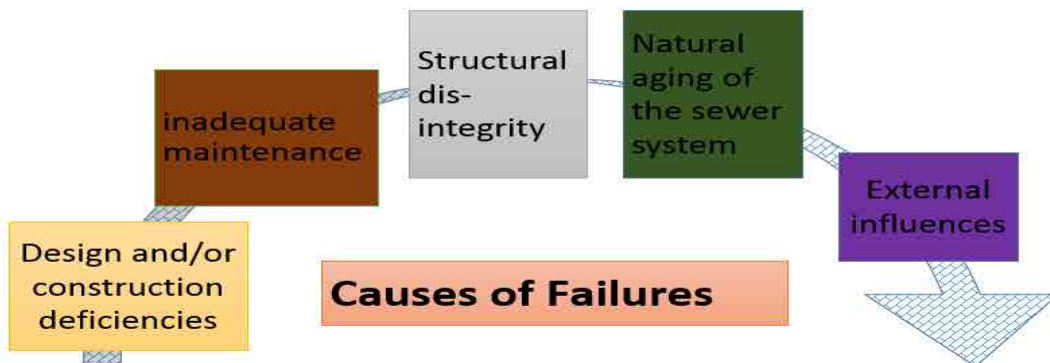 Design and/or
construction
deficiencies
inadequate
maintenance
Structural
dis-
integrity
Natural
aging of
the sewer
system
External
influences
Causes of Failures